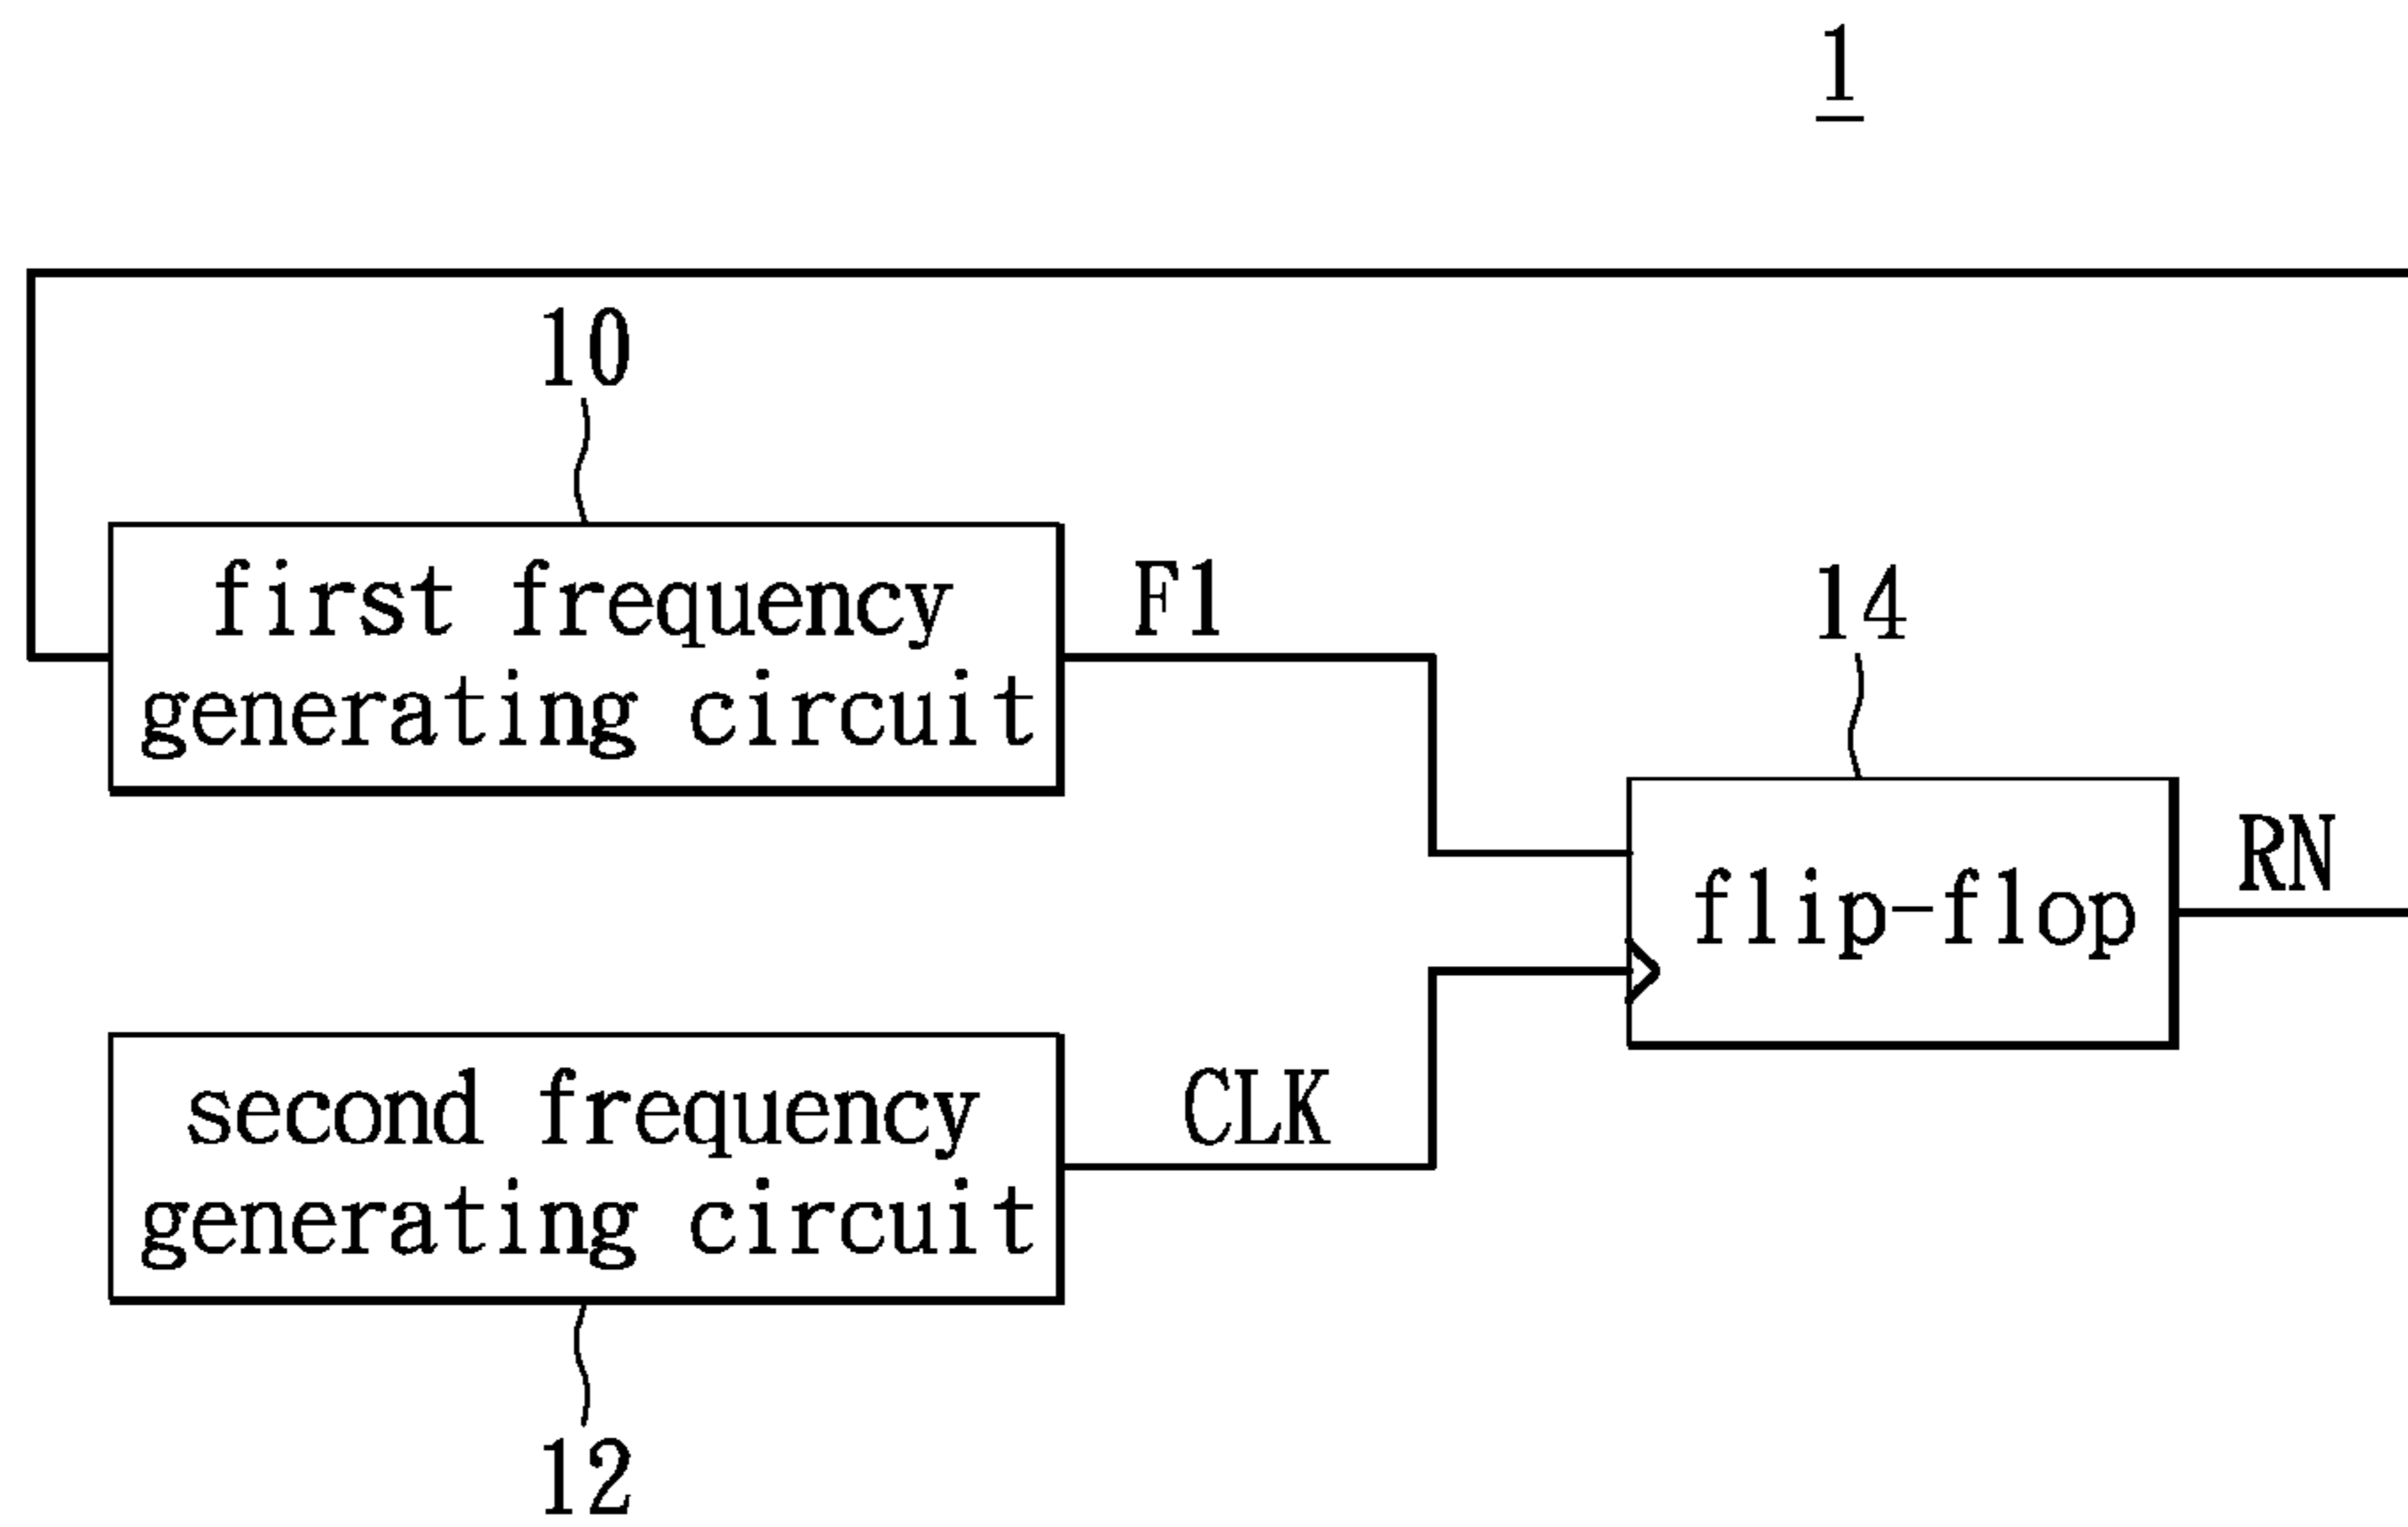 1
10
first frequency
generating circuit
F1
14
flip-flop
RN
second frequency
generating circuit
CLK
12